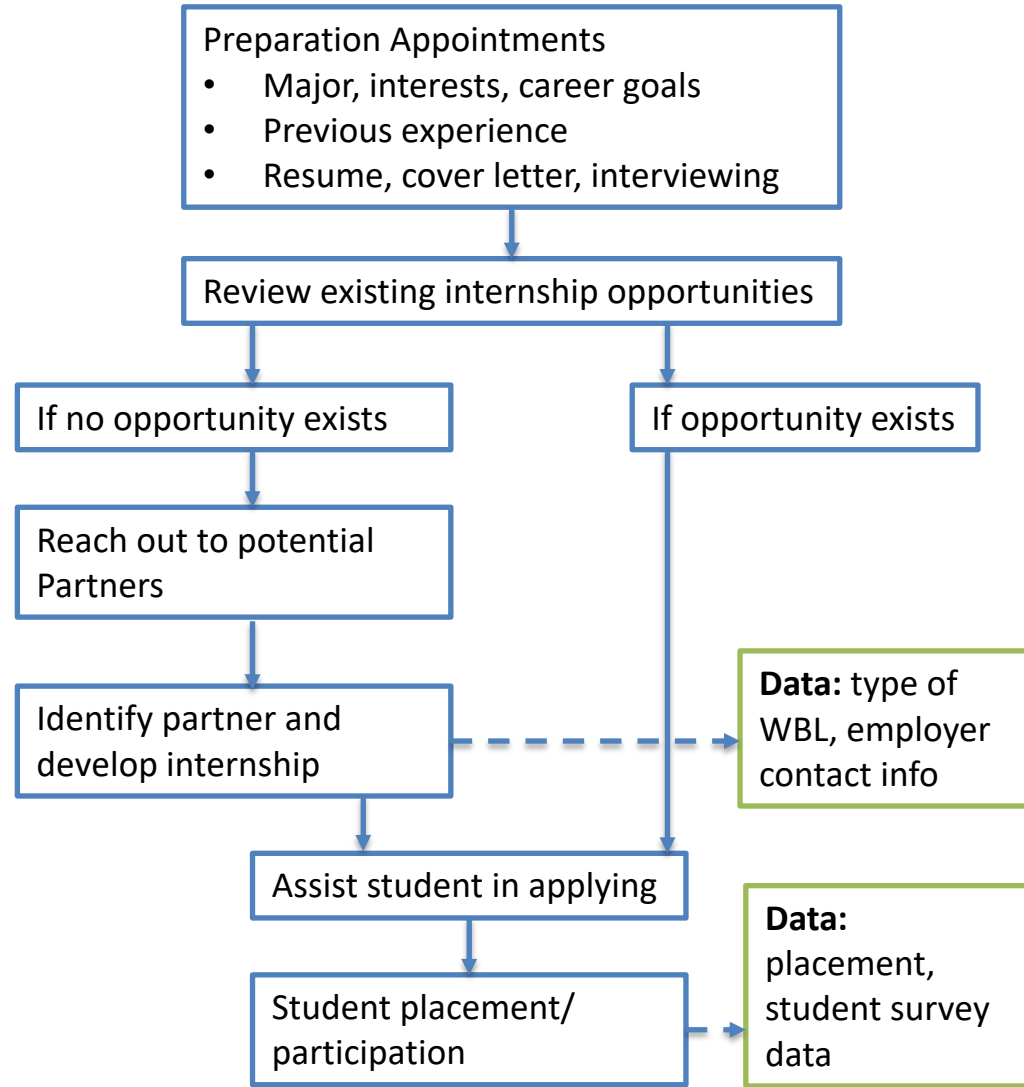 Preparation Appointments
• Major, interests, career goals
• Previous experience
• Resume, cover letter, interviewing
Review existing internship opportunities
If no opportunity exists
If opportunity exists
Reach out to potential
Partners
Identify partner and
develop internship
Data: type of
WBL, employer
contact info
Assist student in applying
Student placement/
participation
Data:
placement,
student survey
data